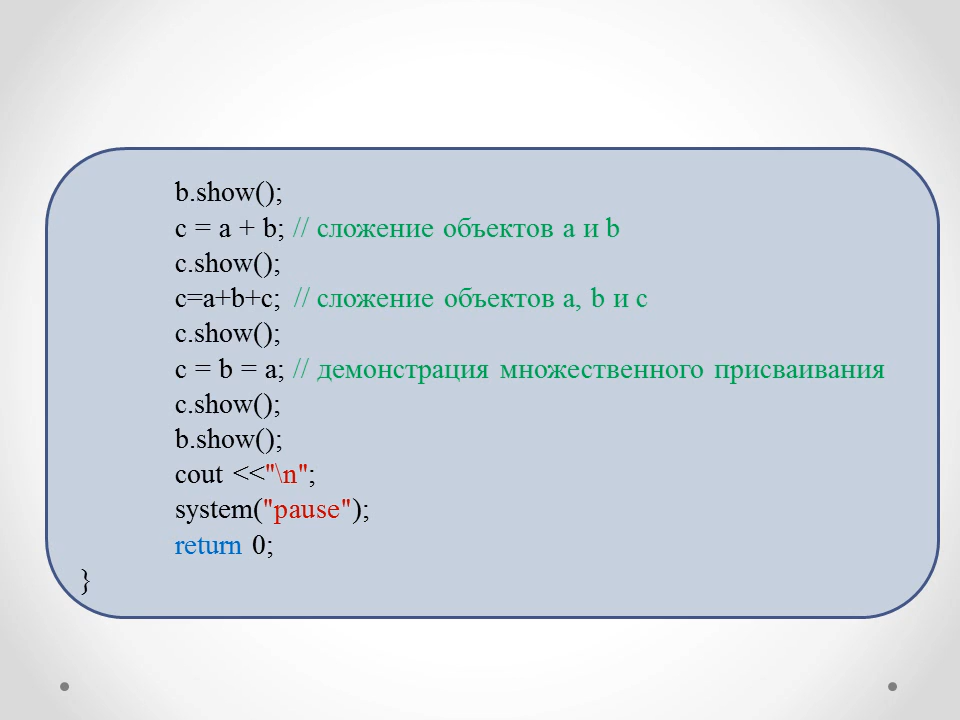 b.show();
c = a + b; // сложение объектов a и b
c.show();
c=a+b+c; // сложение объектов a, b и c
c.show();
c = b = a; // демонстрация множественного присваивания
c.show();
b.show();
cout <<"\n";
system("pause");
return 0;
}